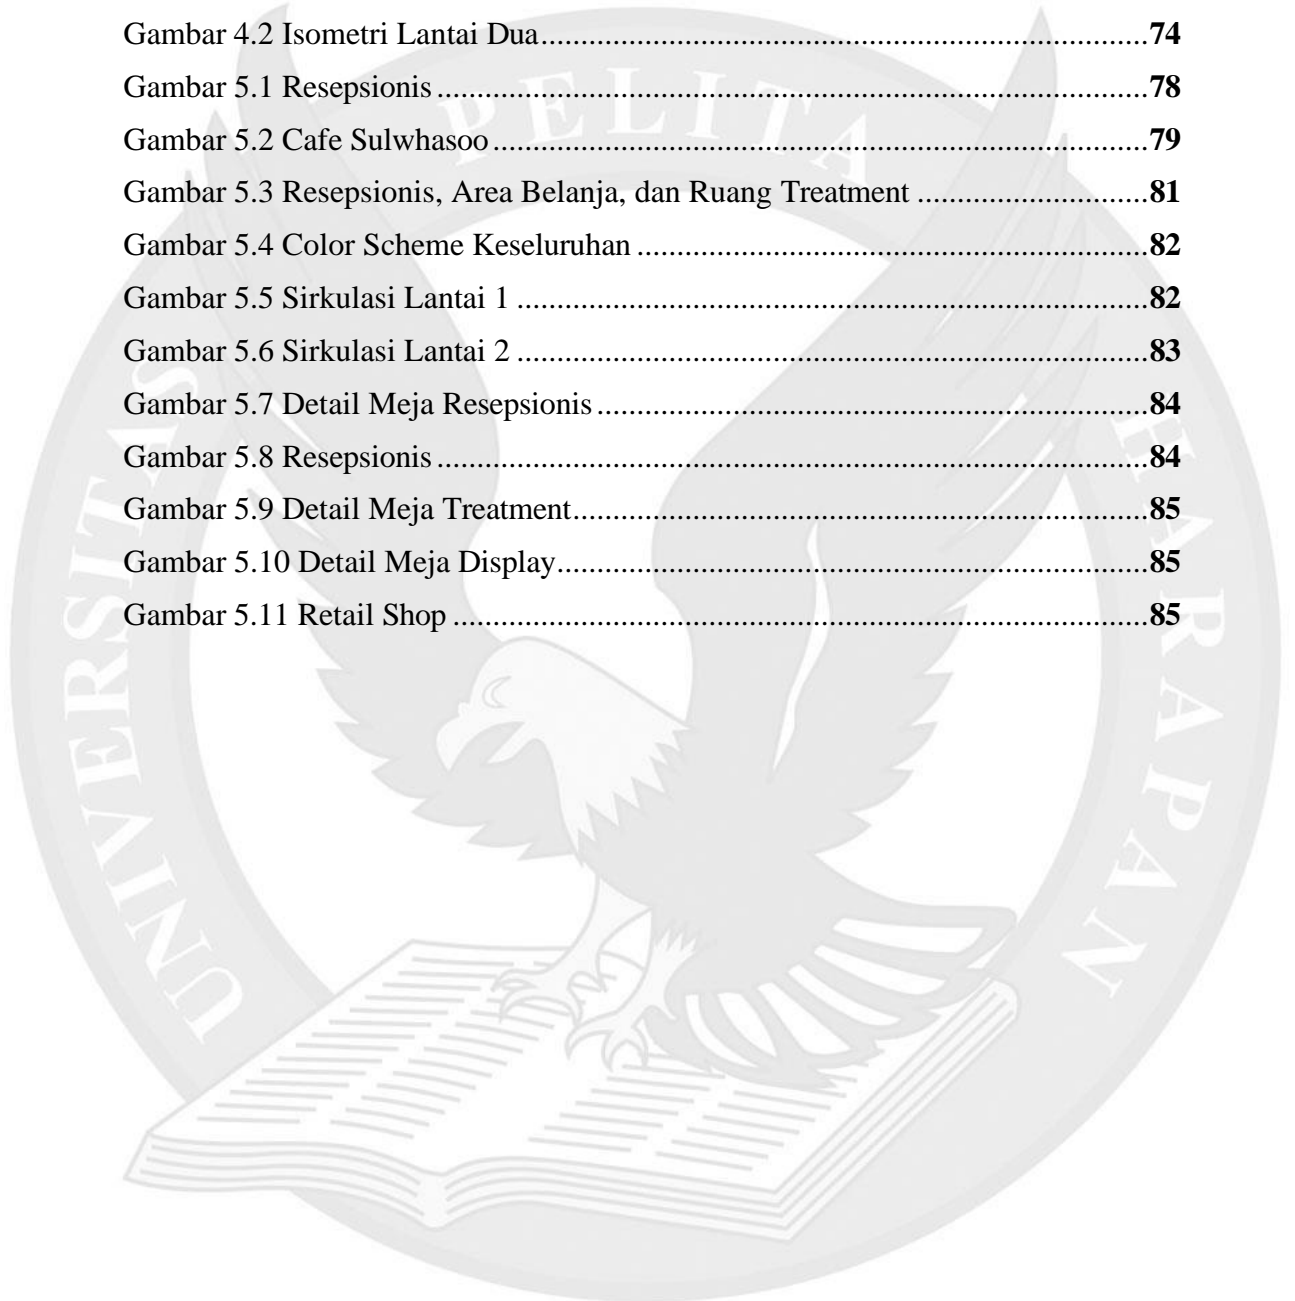 Gambar 4.2 Isometri Lantai Dua...............................................................................74
Gambar 5.1 Resepsionis............................................................................................78
Gambar 5.2 Cafe Sulwhasoo.....................................................................................79
Gambar 5.3 Resepsionis, Area Belanja, dan Ruang Treatment .............................81
Gambar 5.4 Color Scheme Keseluruhan..................................................................82
Gambar 5.5 Sirkulasi Lantai 1 ..................................................................................82
Gambar 5.6 Sirkulasi Lantai 2 ..................................................................................83
Gambar 5.7 Detail Meja Resepsionis........................................................................84
Gambar 5.8 Resepsionis............................................................................................84
Gambar 5.9 Detail Meja Treatment...........................................................................85
Gambar 5.10 Detail Meja Display.............................................................................85
Gambar 5.11 Retail Shop ..........................................................................................85
UNIVERSITAS PELITA HARAPAN